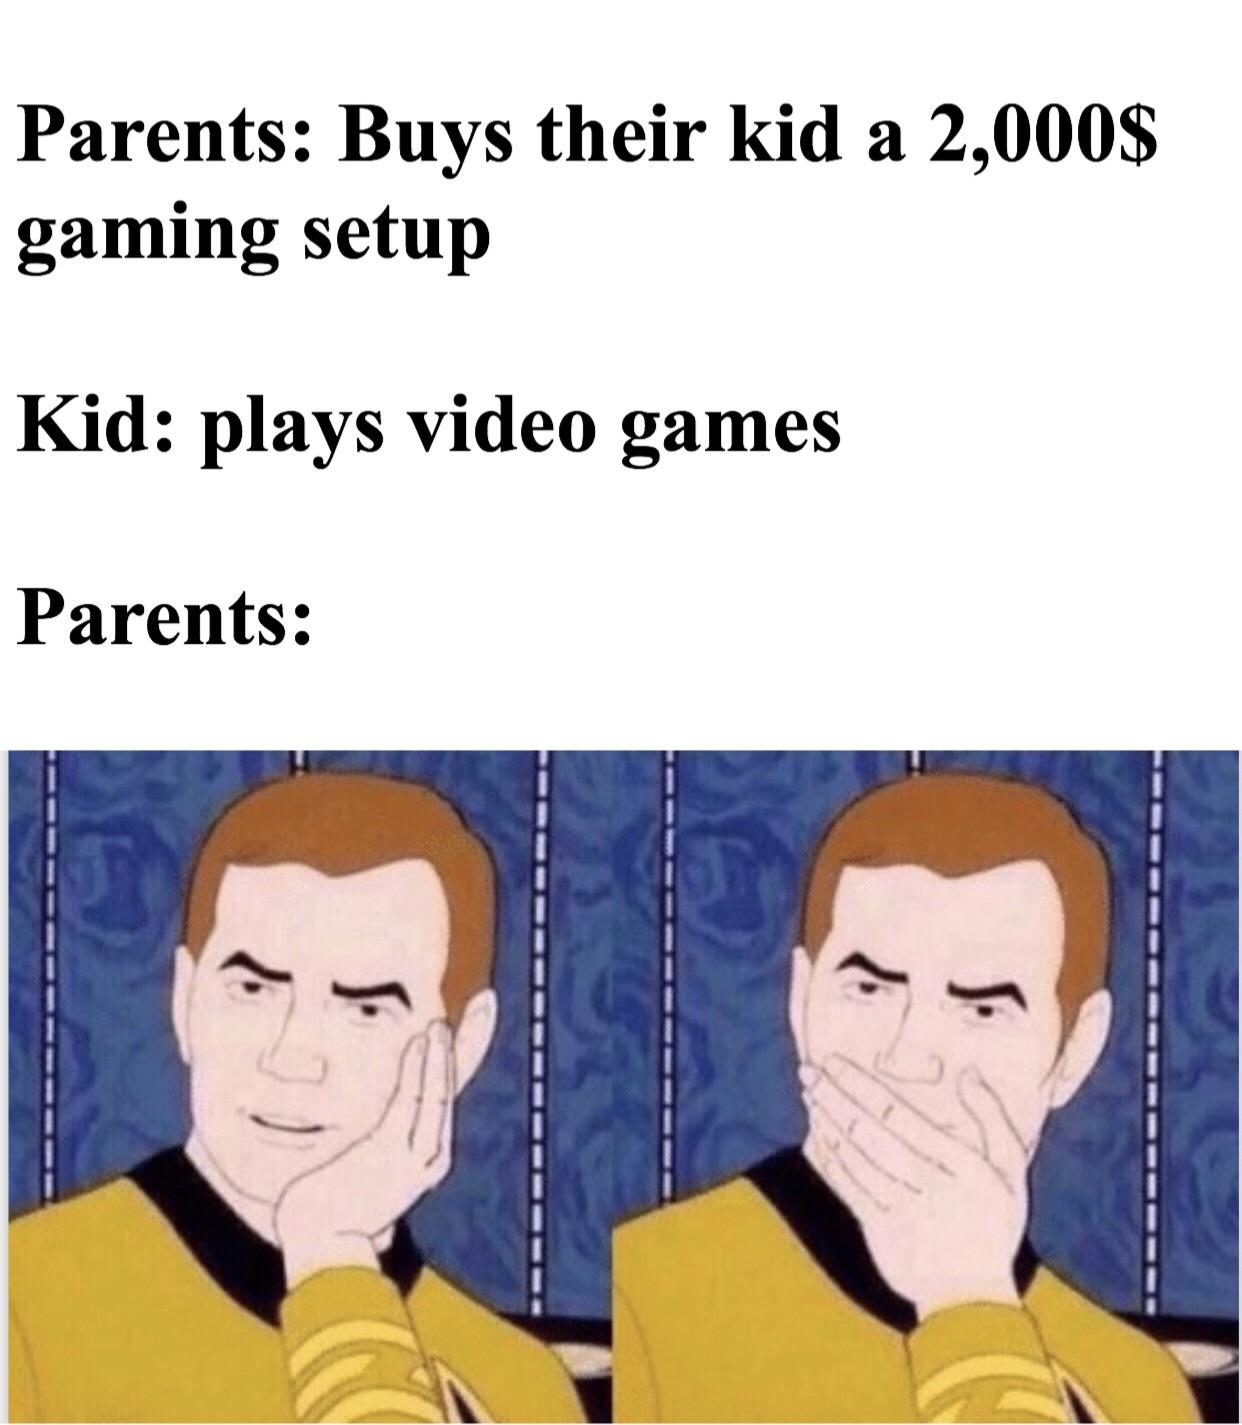 Parents: Buys their kid a 2,000$
gaming setup
Kid: plays video games
Parents: